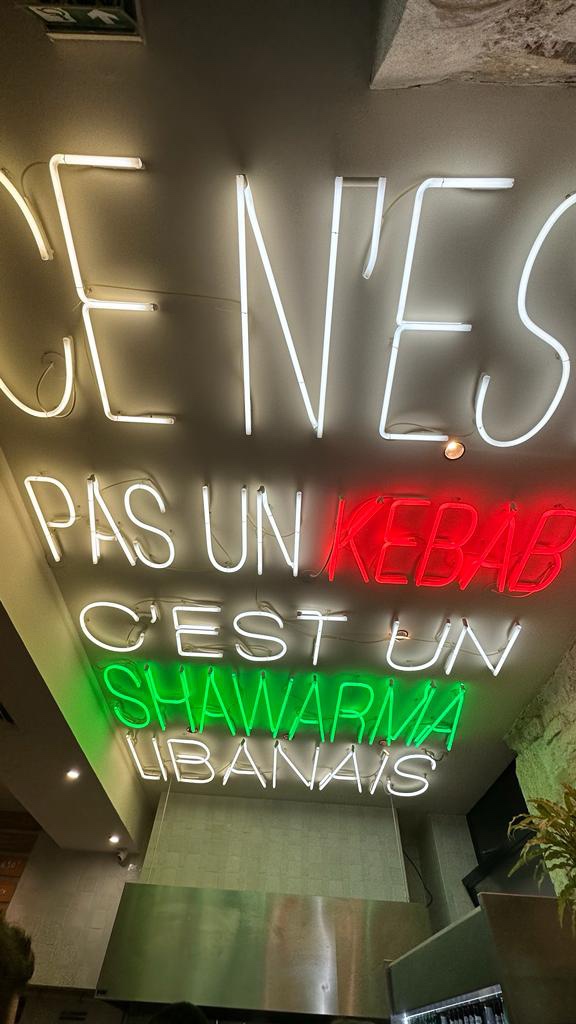 CE N'ES
PAS UN KEBAB
C'EST UN
SHAWARMA
LIBANAIS